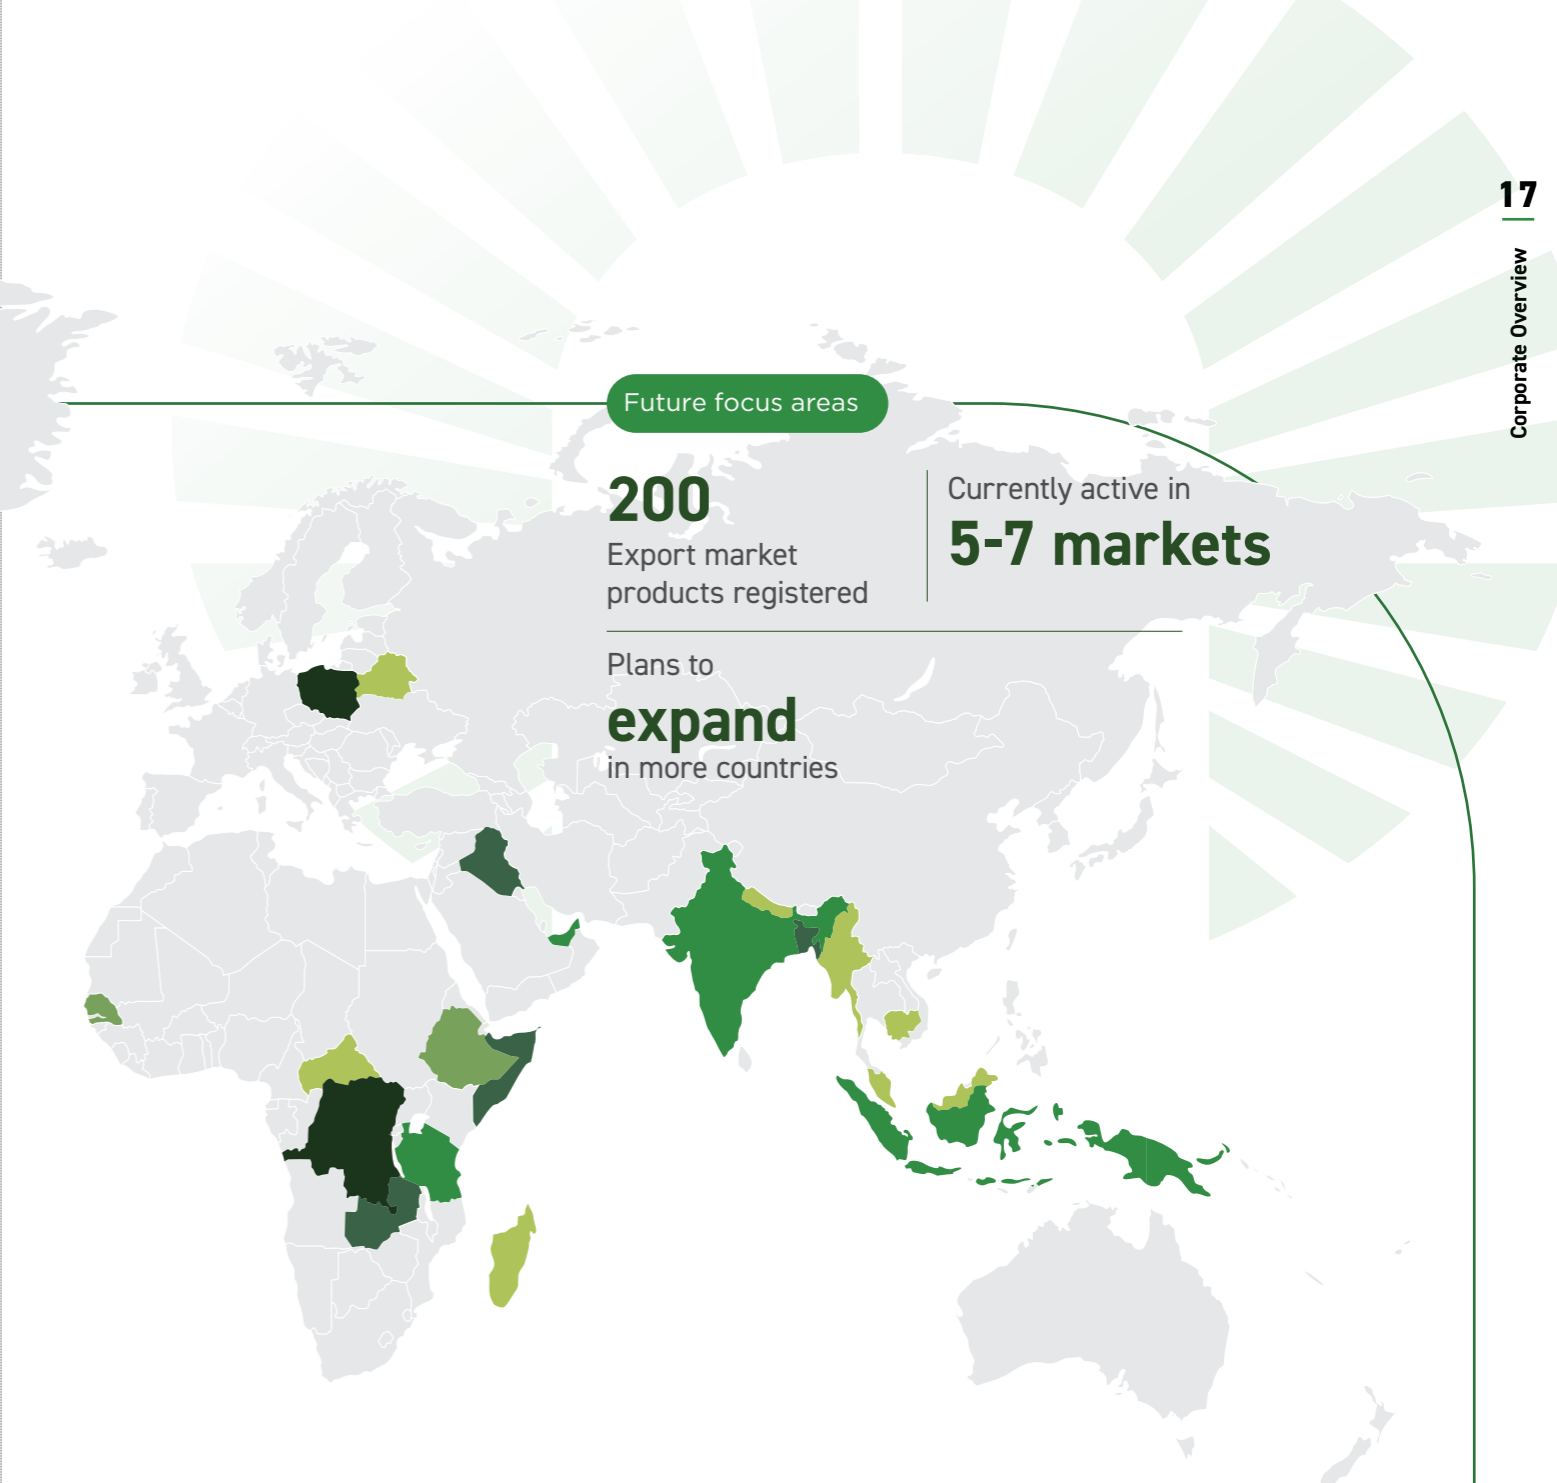 17
Corporate Overview
Future focus areas
200
Export market
products registered
Currently active in
5-7 markets
Plans to
expand
in more countries